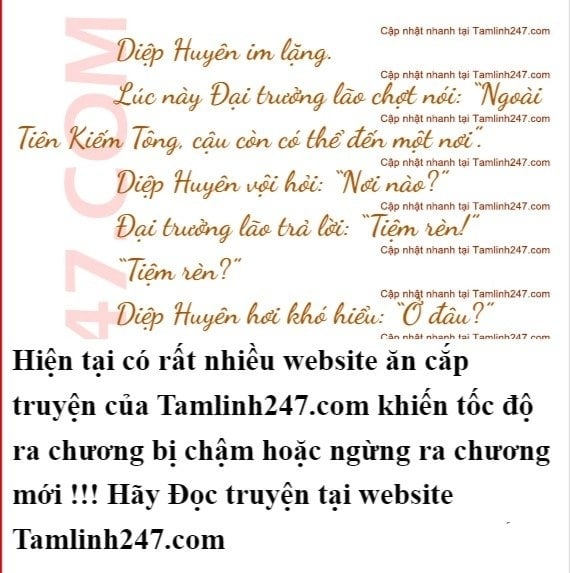 Cập nhật nhanh tại Tamlinh247.com
Diệp Huyên im lặng.
Cập nhật nhanh tại Tamlinh247.com
Lúc này Đại trưởng lão chợt nói: “Ngoài
Cập nhật nhanh tại Tamlinh247.com
Tiên Kiếm Tông, cậu còn có thể đến một nơi”.
Cập nhật nhanh tại Tamlinh247.com
Diệp Huyên vội hỏi: “Nơi nào?”
Cập nhật nhanh tại Tamlinh247.com
Đại trưởng lão trả lời: “Tiệm rèn!”
Cập nhật nhanh tại Tamlinh247.com
“Tiệm rèn?”
Cập nhật nhanh tại Tamlinh247.com
Diệp Huyên hơi khó hiểu: “Ở đâu?”
Cập nhật nhanh tại Tamlinh247.com
47.COM
Hiện tại có rất nhiều website ăn cắp
truyện của Tamlinh247.com khiến tốc độ
ra chương bị chậm hoặc ngừng ra chương
mới !!! Hãy Đọc truyện tại website
Tamlinh247.com